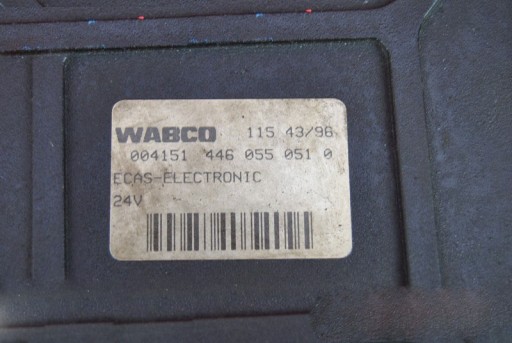 WABCO 115 43/96
004151 446 055 051 0
ECAS-ELECTRONIC
24V